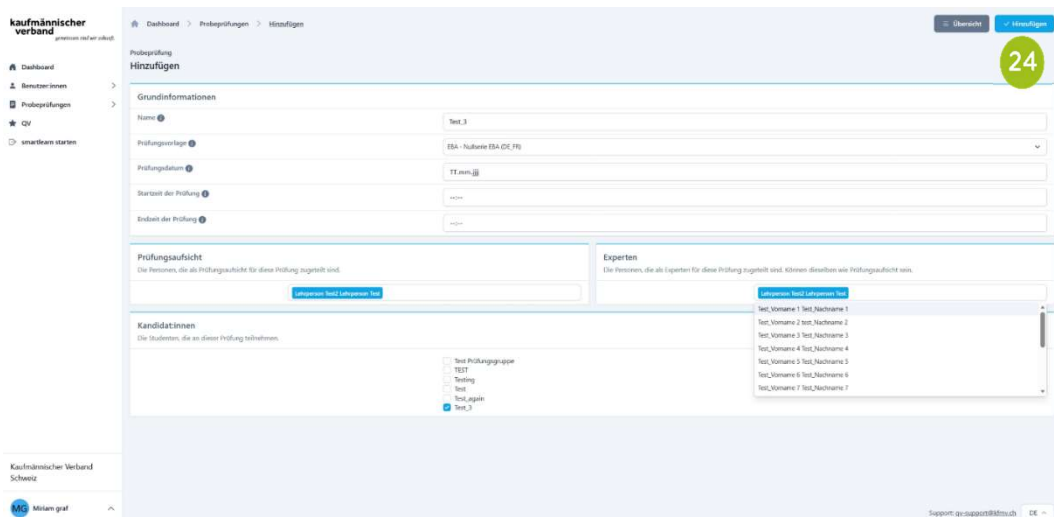 kaufmännischer
verband
gemeinsam sind wir zukunft.
Dashboard > Probeprüfungen > Hinzufügen
Übersicht
Hinzufügen
24
Dashboard
Benutzer:innen
Probeprüfungen
QV
smartlearn starten
Probeprüfung
Hinzufügen
Grundinformationen
Name
Test_3
Prüfungsvorlage
EBA - Nullserie EBA (DE_FR)
Prüfungsdatum
TT.mm.jjjj
Startzeit der Prüfung
--:--
Endzeit der Prüfung
--:--
Prüfungsaufsicht
Die Personen, die als Prüfungsaufsicht für diese Prüfung zugeteilt sind.
Lehrperson Test2 Lehrperson Test
Experten
Die Personen, die als Experten für diese Prüfung zugeteilt sind. Können dieselben wie Prüfungsaufsicht sein.
Lehrperson Test2 Lehrperson Test
Test_Vorname 1 Test_Nachname 1
Test_Vorname 2 test_Nachname 2
Test_Vorname 3 Test_Nachname 3
Test_Vorname 4 Test_Nachname 4
Test_Vorname 5 Test_Nachname 5
Test_Vorname 6 Test_Nachname 6
Test_Vorname 7 Test_Nachname 7
Kandidat:innen
Die Studenten, die an dieser Prüfung teilnehmen.
Test Prüfungsgruppe
TEST
Testing
Test
Test_again
Test_3
Kaufmännischer Verband
Schweiz
MG Miriam graf
Support: qv-support@kfmv.ch
DE